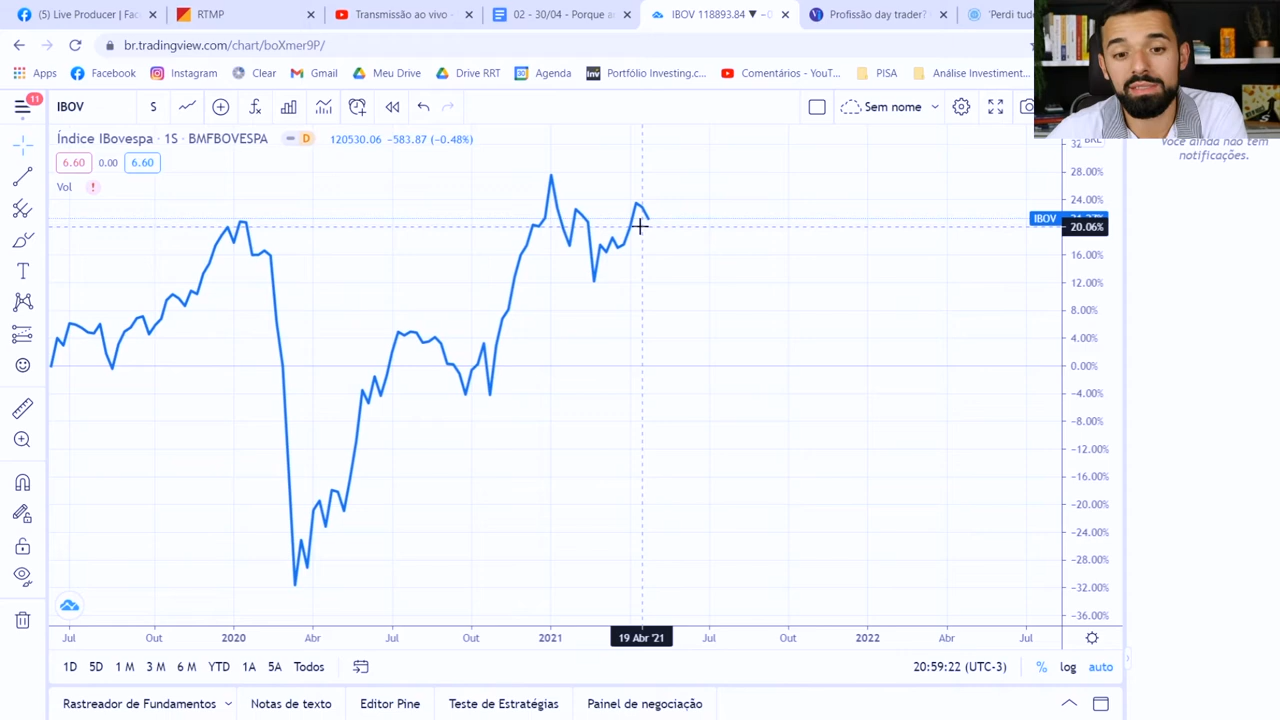 (5) Live Producer | Fac
RTMP
Transmissão ao vivo -
02 - 30/04 - Porque a
IBOV 118893.84 ▼ −0
Profissão day trader?
'Perdi tud
br.tradingview.com/chart/boXmer9P/
Apps
Facebook
Instagram
Clear
Gmail
Meu Drive
Drive RRT
Agenda
Inv
Portfólio Investing.c...
Comentários - YouT...
PISA
Análise Investiment...
11
IBOV
$
Sem nome
Índice IBovespa · 1S · BMFBOVESPA
D
120530.06 −583.87 (−0.48%)
6.60
0.00
6.60
Vol
!
Você ainda não tem
notificações.
28.00%
24.00%
IBOV
20.06%
16.00%
12.00%
8.00%
4.00%
0.00%
−4.00%
−8.00%
−12.00%
−16.00%
−20.00%
−24.00%
−28.00%
−32.00%
−36.00%
Jul
Out
2020
Abr
Jul
Out
2021
19 Abr '21
Jul
Out
2022
Abr
Jul
1D
5D
1 M
3 M
6 M
YTD
1A
5A
Todos
20:59:22 (UTC-3)
%
log
auto
Rastreador de Fundamentos
Notas de texto
Editor Pine
Teste de Estratégias
Painel de negociação